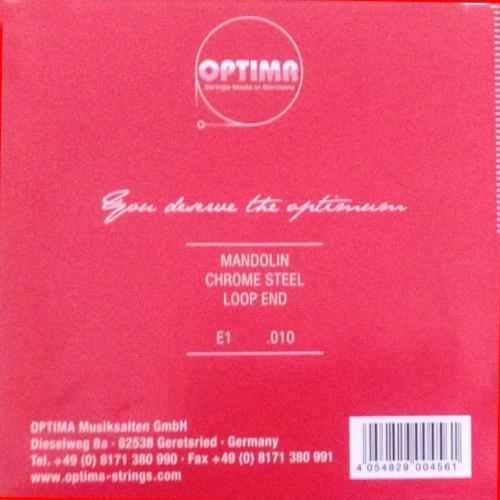 OPTIMA
Strings Made in Germany
You deserve the optimum
MANDOLIN
CHROME STEEL
LOOP END
E1 .010
OPTIMA Musiksaiten GmbH
Dieselweg 8a · 82538 Geretsried · Germany
Tel. +49 (0) 8171 380 990 · Fax +49 (0) 8171 380 991
www.optima-strings.com
4 054829 004561